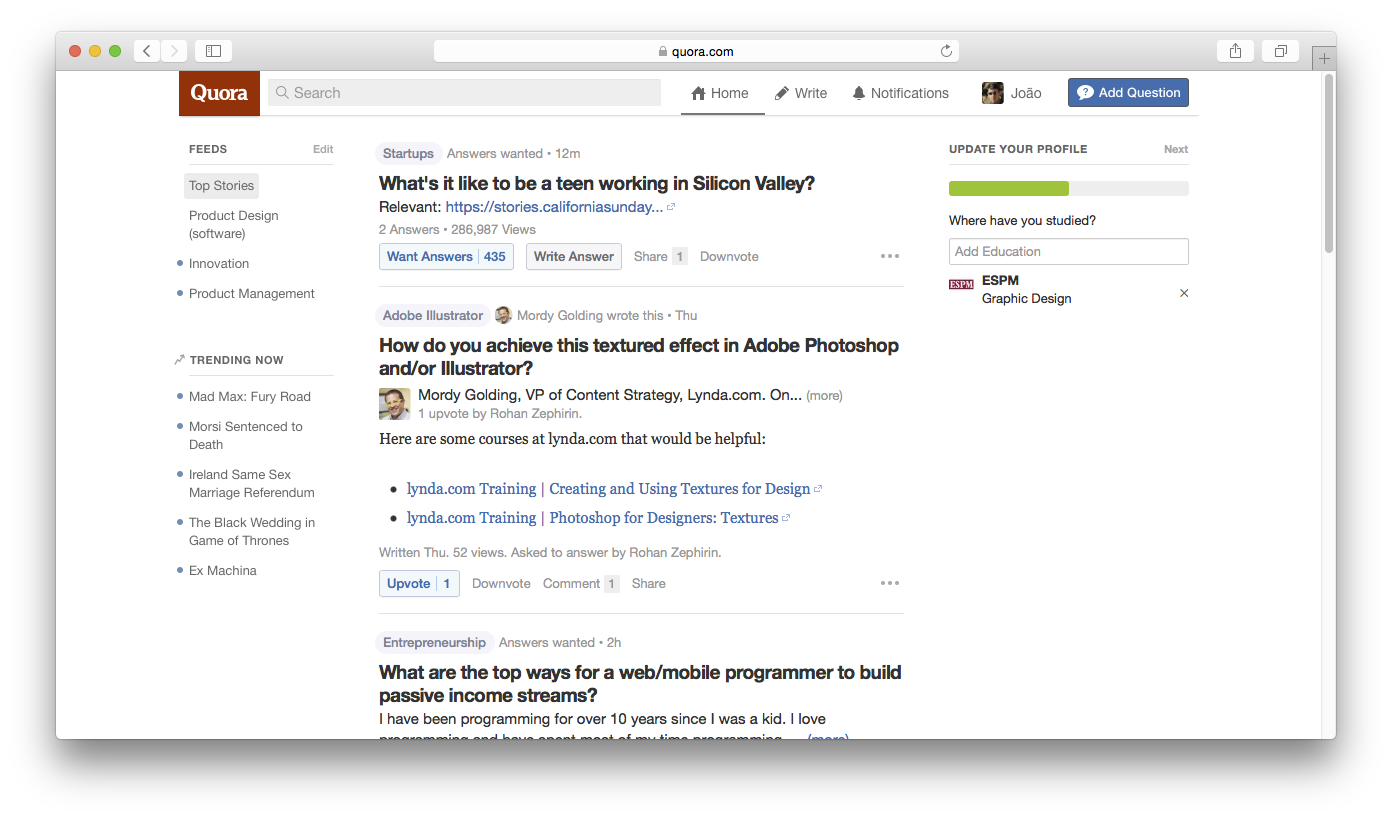 quora.com
Quora
Search
Home
Write
Notifications
João
Add Question
FEEDS
Edit
Top Stories
Product Design
(software)
Innovation
Product Management
TRENDING NOW
Mad Max: Fury Road
Morsi Sentenced to
Death
Ireland Same Sex
Marriage Referendum
The Black Wedding in
Game of Thrones
Ex Machina
Startups Answers wanted • 12m
What's it like to be a teen working in Silicon Valley?
Relevant: https://stories.californiasunday...
2 Answers • 286,987 Views
Want Answers 435 Write Answer Share 1 Downvote
Adobe Illustrator Mordy Golding wrote this • Thu
How do you achieve this textured effect in Adobe Photoshop
and/or Illustrator?
Mordy Golding, VP of Content Strategy, Lynda.com. On... (more)
1 upvote by Rohan Zephirin.
Here are some courses at lynda.com that would be helpful:
• lynda.com Training | Creating and Using Textures for Design
• lynda.com Training | Photoshop for Designers: Textures
Written Thu. 52 views. Asked to answer by Rohan Zephirin.
Upvote 1 Downvote Comment 1 Share
Entrepreneurship Answers wanted • 2h
What are the top ways for a web/mobile programmer to build
passive income streams?
I have been programming for over 10 years since I was a kid. I love
programming and have spent most of my time programming ... (more)
UPDATE YOUR PROFILE
Next
Where have you studied?
Add Education
ESPM
ESPM
Graphic Design